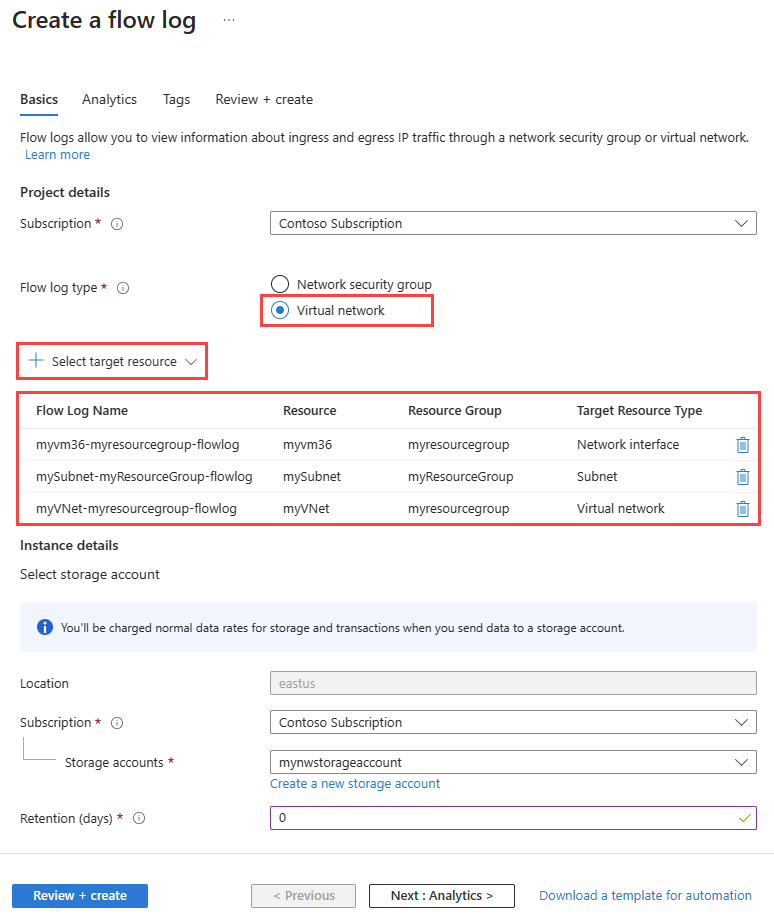 Create a flow log ...
Basics Analytics Tags Review + create
Flow logs allow you to view information about ingress and egress IP traffic through a network security group or virtual network.
Learn more
Project details
Subscription * Contoso Subscription
Flow log type * Network security group
Virtual network
+ Select target resource
Flow Log Name Resource Resource Group Target Resource Type
myvm36-myresourcegroup-flowlog myvm36 myresourcegroup Network interface
mySubnet-myResourceGroup-flowlog mySubnet myResourceGroup Subnet
myVNet-myresourcegroup-flowlog myVNet myresourcegroup Virtual network
Instance details
Select storage account
You'll be charged normal data rates for storage and transactions when you send data to a storage account.
Location eastus
Subscription * Contoso Subscription
Storage accounts * mynwstorageaccount
Create a new storage account
Retention (days) * 0
Review + create < Previous Next : Analytics > Download a template for automation